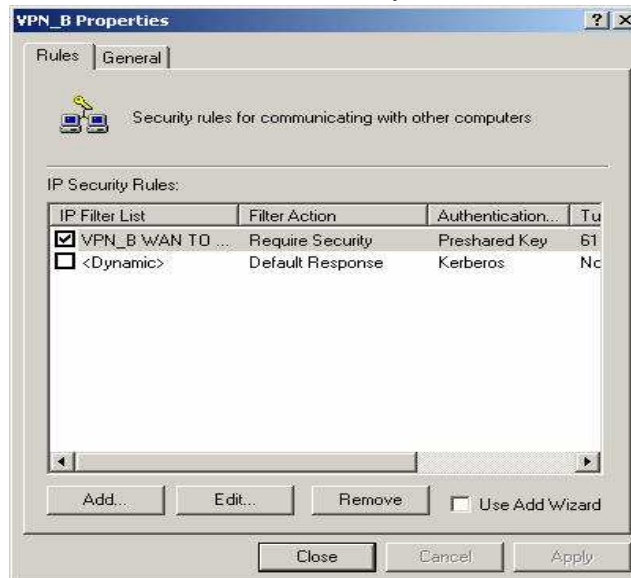 VPN_B Properties
? X
Rules General
Security rules for communicating with other computers
IP Security Rules:
IP Filter List Filter Action Authentication... Tu
VPN_B WAN TO ... Require Security Preshared Key 61
<Dynamic> Default Response Kerberos Nc
Add... Edit... Remove Use Add Wizard
Close Cancel Apply